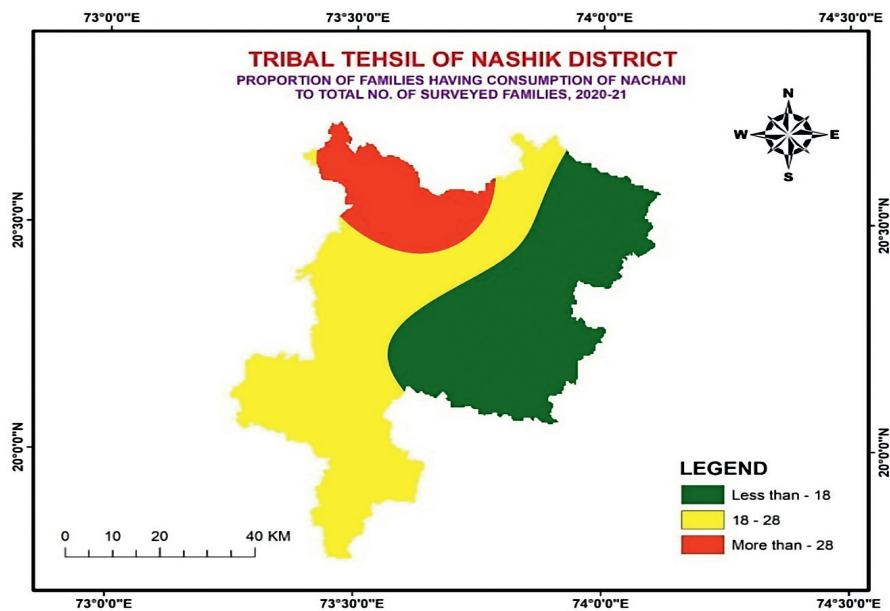 73°0'0"E 73°50'0"E 74°0'0"E 74°30'0"E
TRIBAL TEHSIL OF NASHIK DISTRICT
PROPORTION OF FAMILIES HAVING CONSUMPTION OF NACHANI
TO TOTAL NO. OF SURVEYED FAMILIES, 2020-21
N
W E
S
20°30'0"N 20°30'0"N
20°0'0"N 20°0'0"N
LEGEND
Less than - 18
18 - 28
More than - 28
0 10 20 40 KM
73°0'0"E 73°50'0"E 74°0'0"E 74°30'0"E